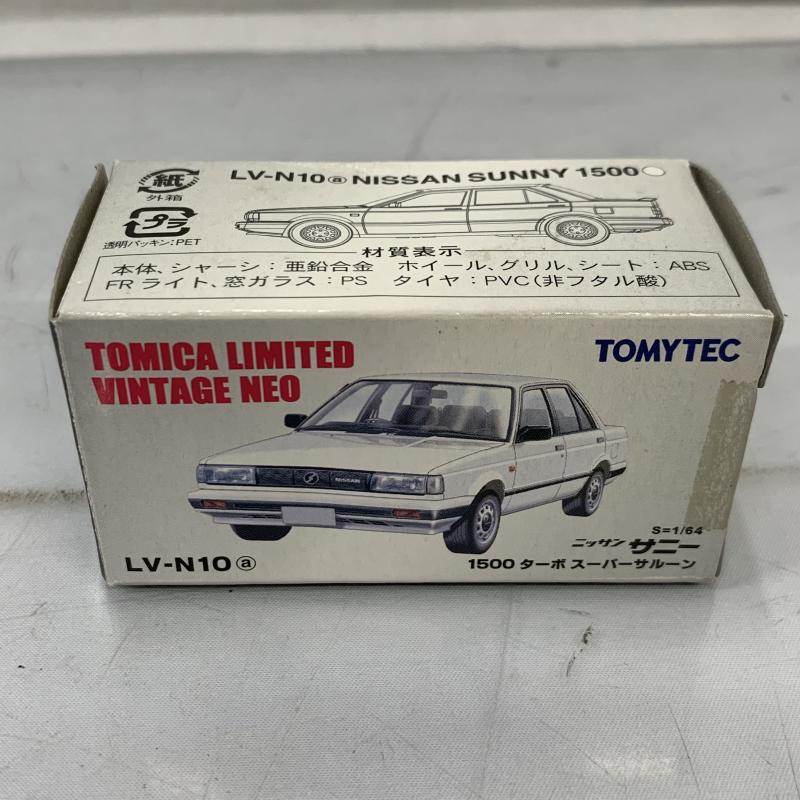 紙
外箱
プラ
透明パッキン:PET
LV-N10ⓐ NISSAN SUNNY 1500
材質表示
本体、シャーシ:亜鉛合金 ホイール、グリル、シート:ABS
FRライト、窓ガラス:PS タイヤ:PVC(非フタル酸)
TOMICA LIMITED
VINTAGE NEO
TOMYTEC
NISSAN
S=1/64
ニッサン サニー
LV-N10ⓐ
1500 ターボ スーパーサルーン